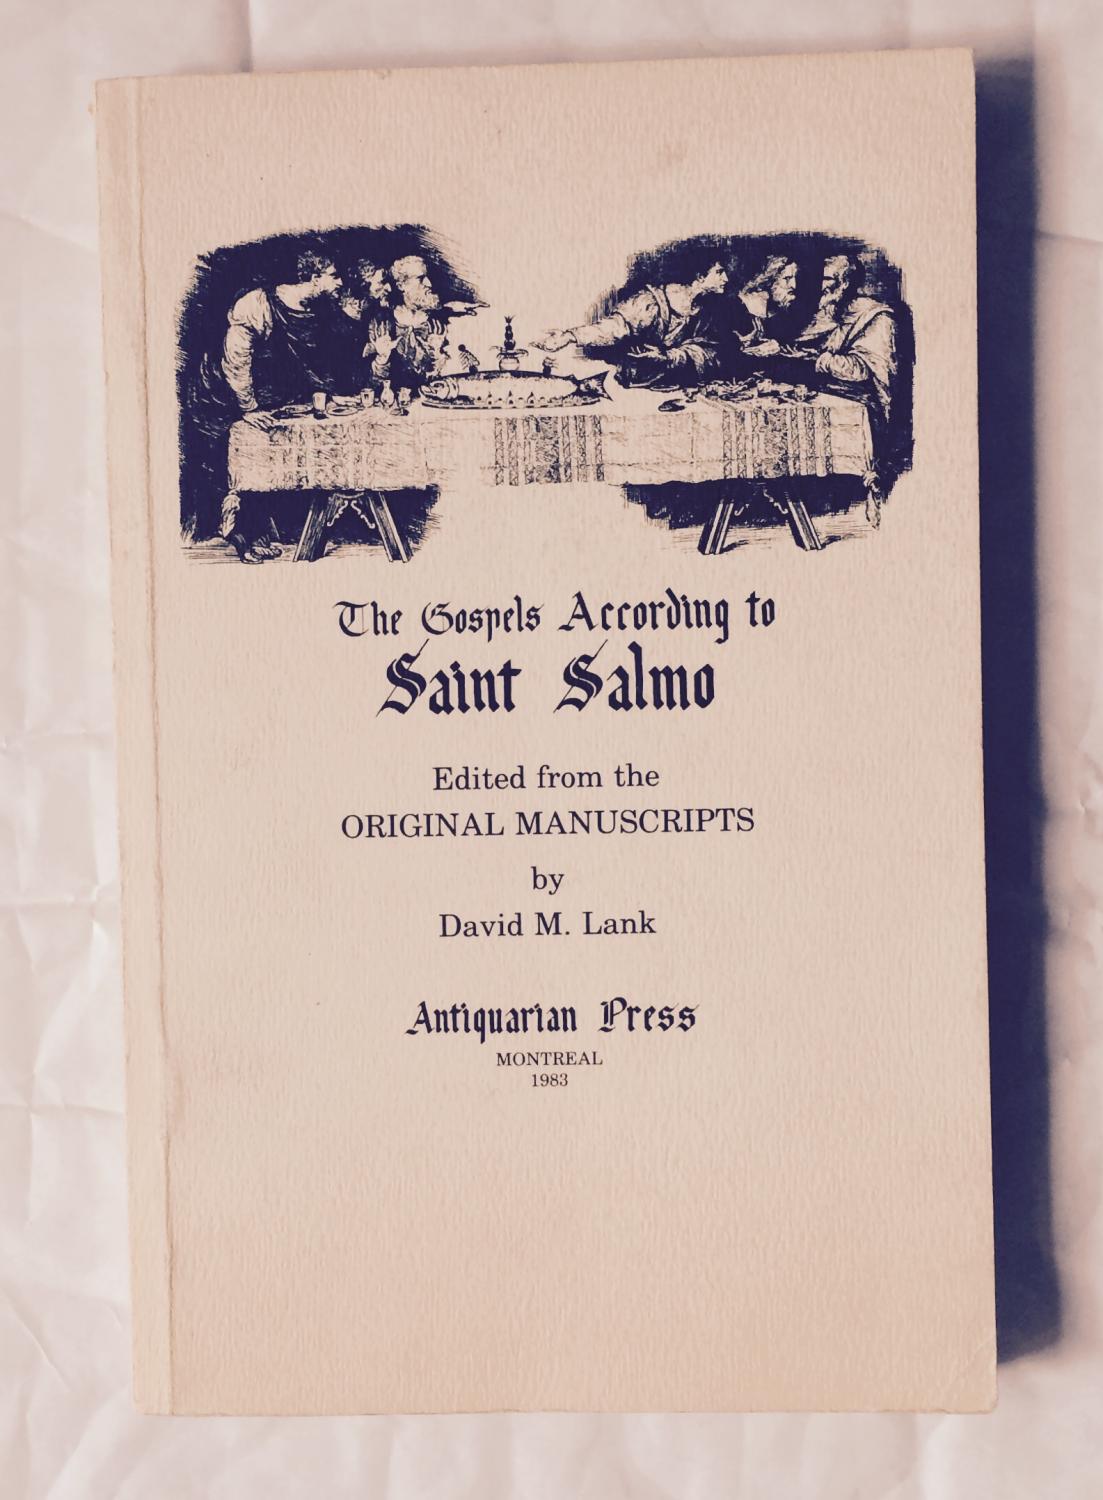 The Gospels According to
Saint Salmo
Edited from the
ORIGINAL MANUSCRIPTS
by
David M. Lank
Antiquarian Press
MONTREAL
1983